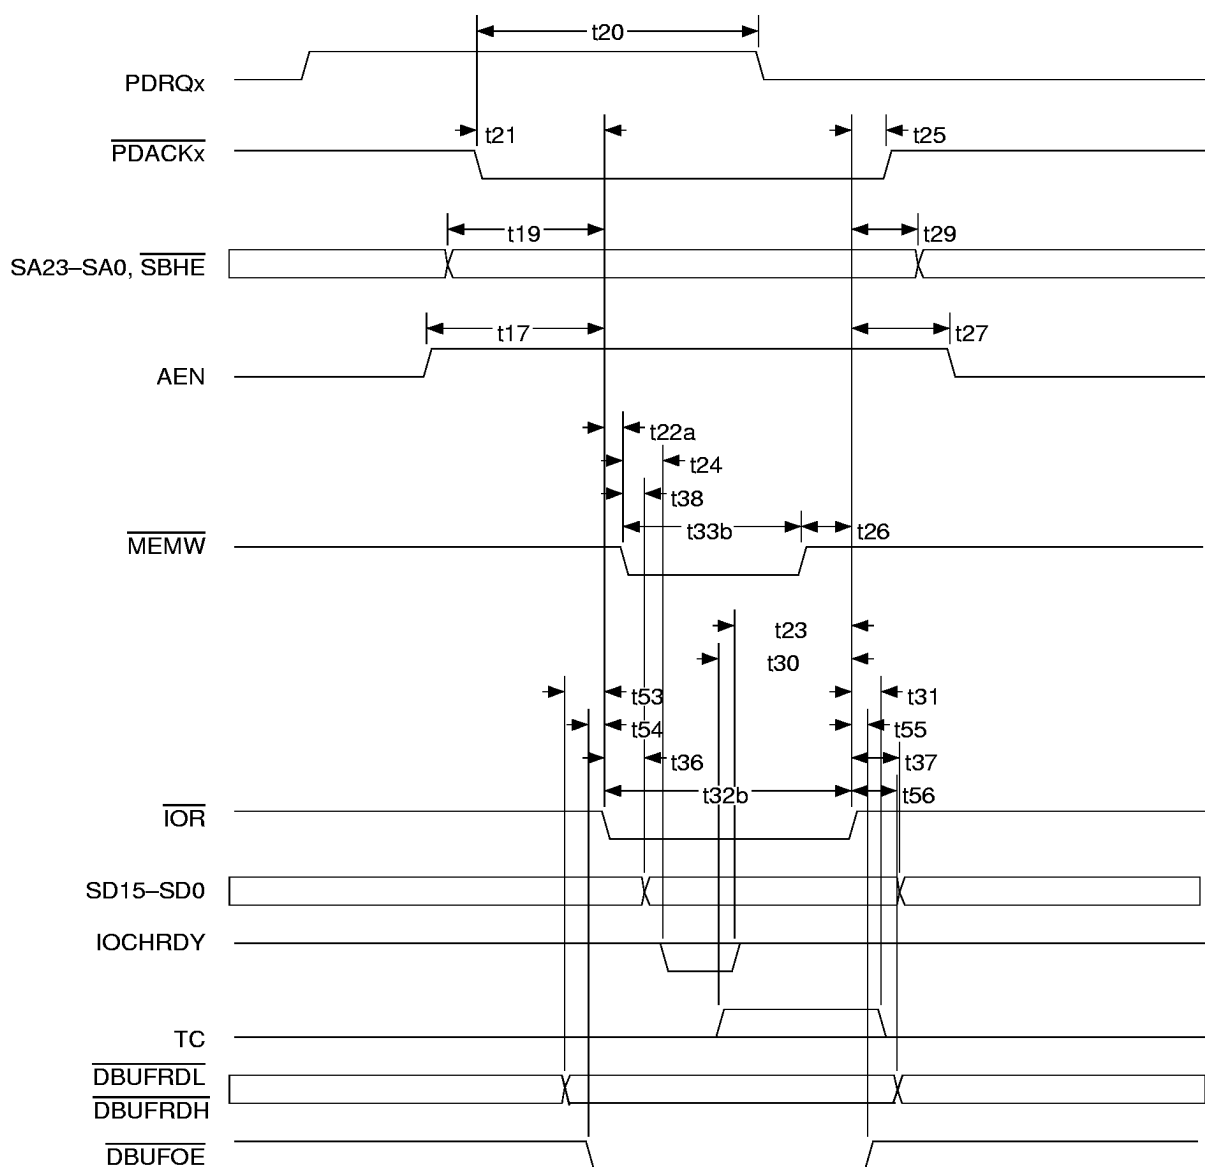 t20
PDRQx
t21
t25
PDACKx
t19
t29
SA23–SA0, SBHE
t17
t27
AEN
t22a
t24
t38
t33b
t26
MEMW
t23
t30
t53
t31
t54
t55
t36
t37
t32b
t56
IOR
SD15–SD0
IOCHRDY
TC
DBUFRDL
DBUFRDH
DBUFOE